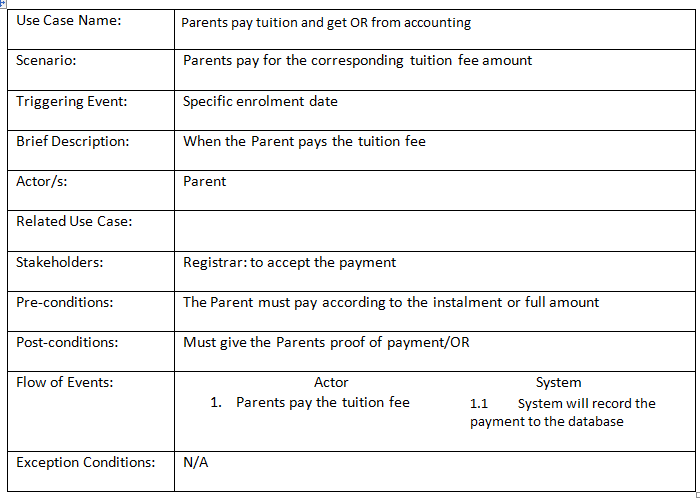 Use Case Name: Parents pay tuition and get OR from accounting
Scenario: Parents pay for the corresponding tuition fee amount
Triggering Event: Specific enrolment date
Brief Description: When the Parent pays the tuition fee
Actor/s: Parent
Related Use Case:
Stakeholders: Registrar: to accept the payment
Pre-conditions: The Parent must pay according to the instalment or full amount
Post-conditions: Must give the Parents proof of payment/OR
Flow of Events: Actor System
1. Parents pay the tuition fee 1.1 System will record the
payment to the database
Exception Conditions: N/A